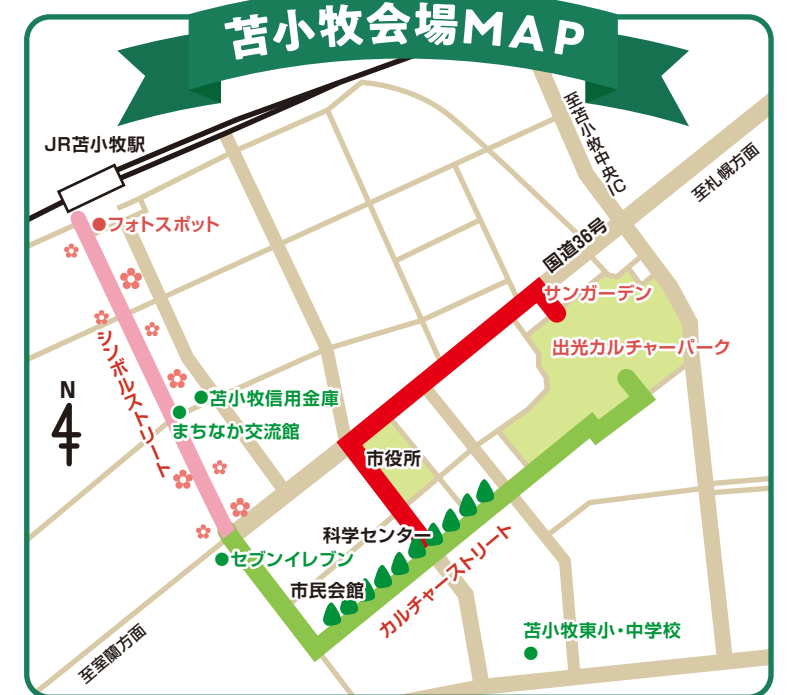 苫小牧会場MAP
JR苫小牧駅
至苫小牧中央IC
至札幌方面
フォトスポット
国道36号
サンガーデン
出光カルチャーパーク
シンボルストリート
N
苫小牧信用金庫
まちなか交流館
市役所
科学センター
セブンイレブン
市民会館
カルチャーストリート
至室蘭方面
苫小牧東小・中学校